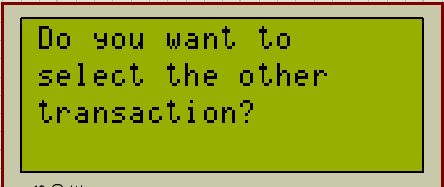 Do you want to
select the other
transaction?